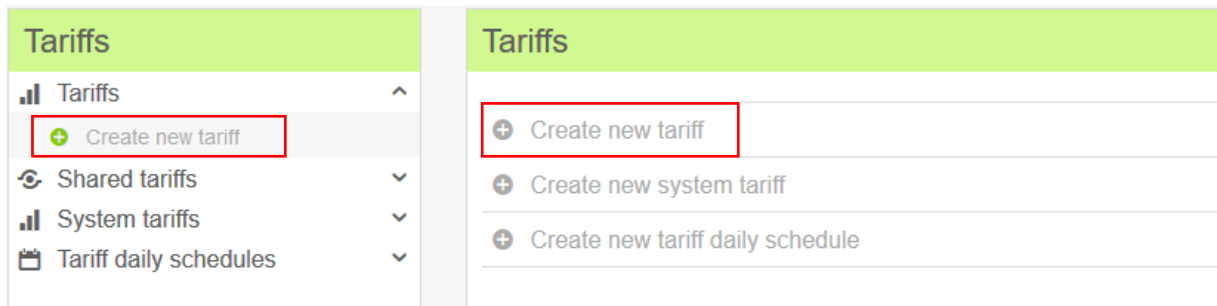 Tariffs
Tariffs
Create new tariff
Shared tariffs
System tariffs
Tariff daily schedules
Tariffs
Create new tariff
Create new system tariff
Create new tariff daily schedule